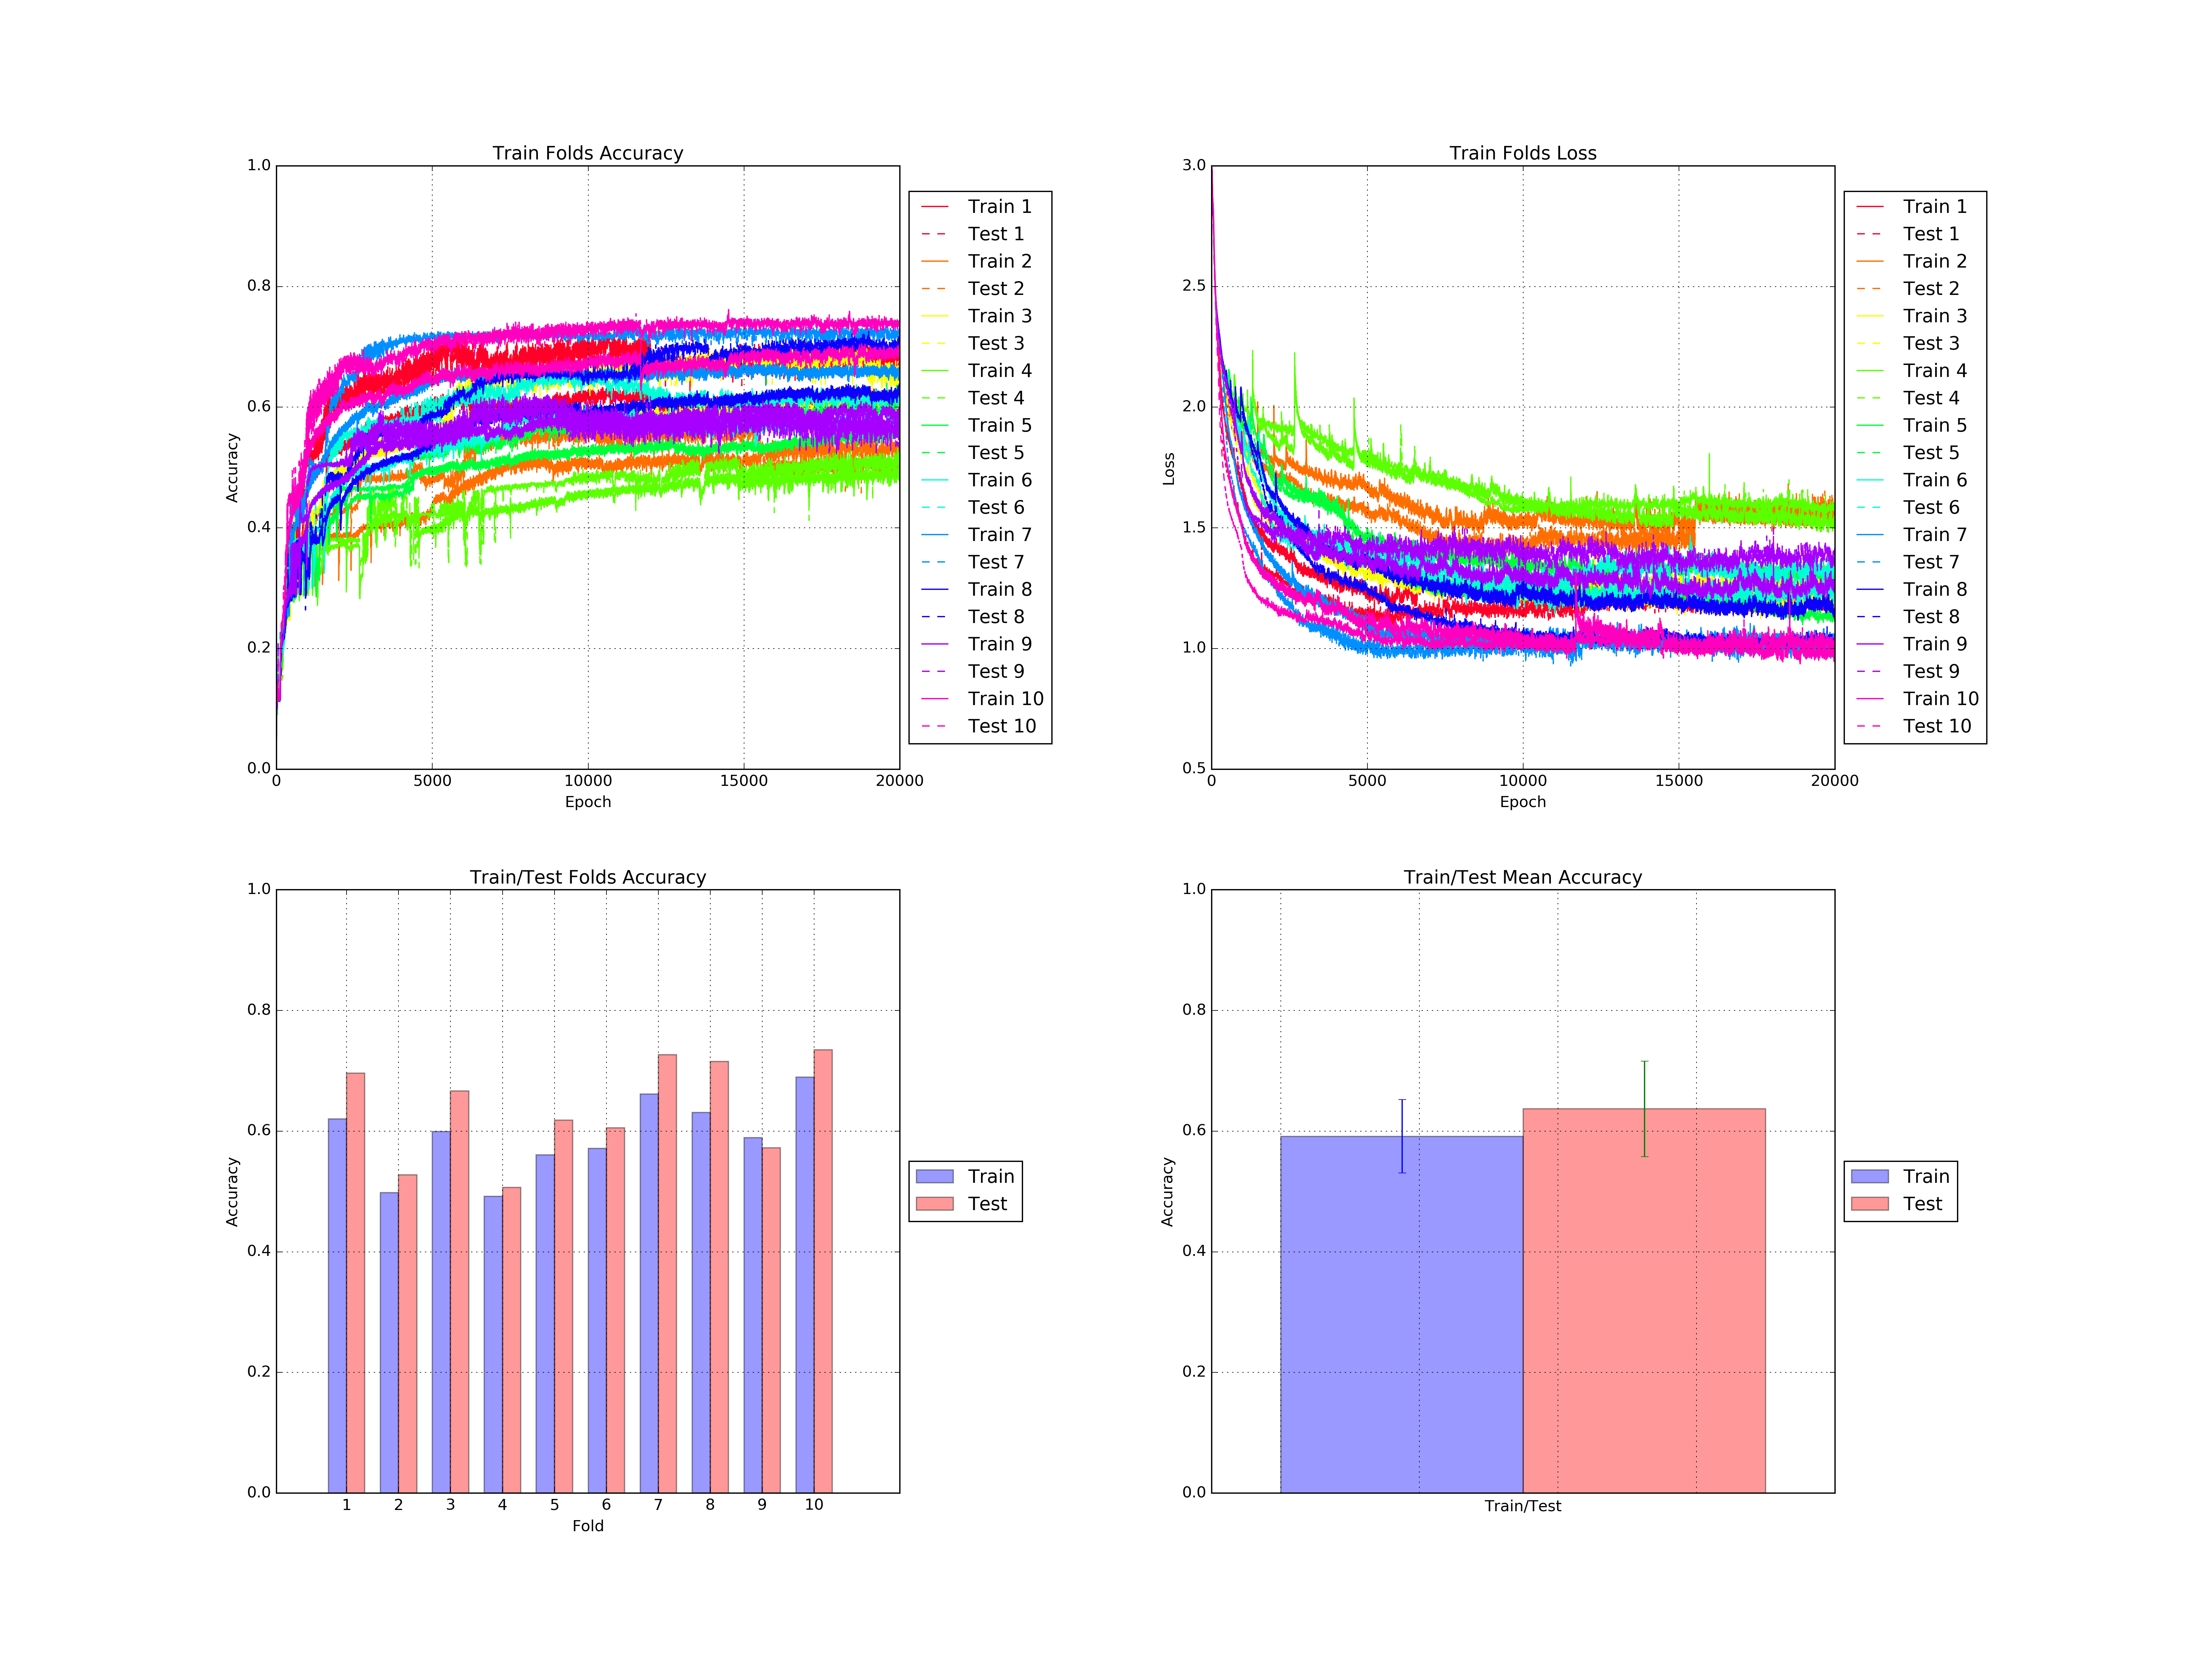 Train Folds Accuracy
1.0
0.8
0.6
0.4
0.2
0.0
Accuracy
0
5000
10000
15000
20000
Epoch
Train 1
Test 1
Train 2
Test 2
Train 3
Test 3
Train 4
Test 4
Train 5
Test 5
Train 6
Test 6
Train 7
Test 7
Train 8
Test 8
Train 9
Test 9
Train 10
Test 10
Train Folds Loss
3.0
2.5
2.0
1.5
1.0
0.5
Loss
0
5000
10000
15000
20000
Epoch
Train 1
Test 1
Train 2
Test 2
Train 3
Test 3
Train 4
Test 4
Train 5
Test 5
Train 6
Test 6
Train 7
Test 7
Train 8
Test 8
Train 9
Test 9
Train 10
Test 10
Train/Test Folds Accuracy
1.0
0.8
0.6
0.4
0.2
0.0
Accuracy
1
2
3
4
5
6
7
8
9
10
Fold
Train
Test
Train/Test Mean Accuracy
1.0
0.8
0.6
0.4
0.2
0.0
Accuracy
Train/Test
Train
Test